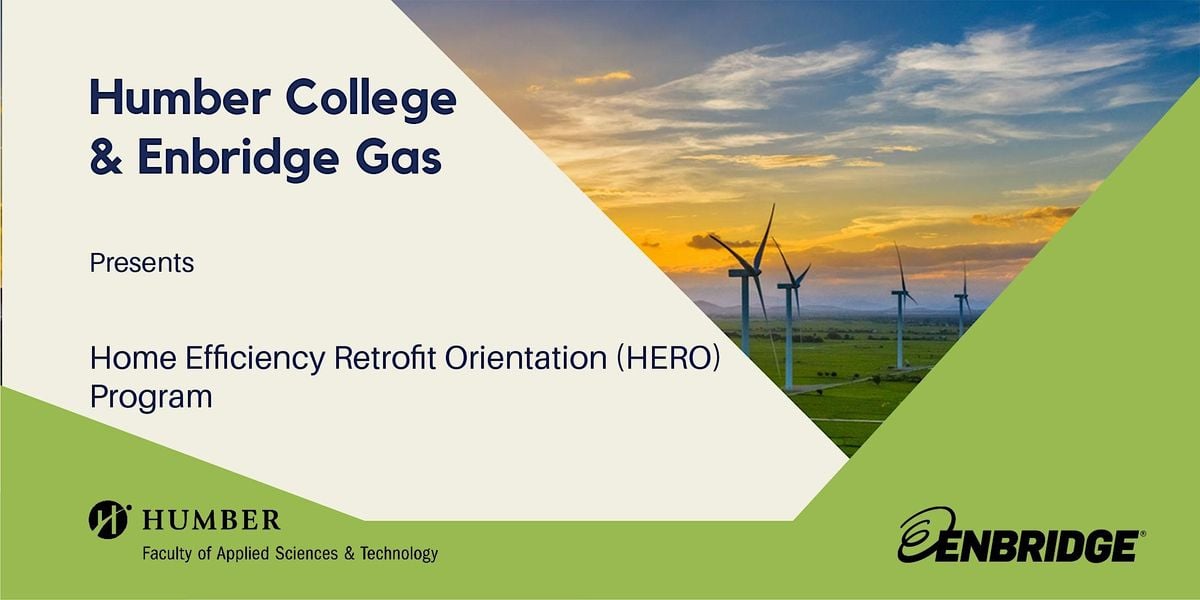 Humber College
& Enbridge Gas
Presents
Home Efficiency Retrofit Orientation (HERO)
Program
HUMBER
Faculty of Applied Sciences & Technology
ENBRIDGE®